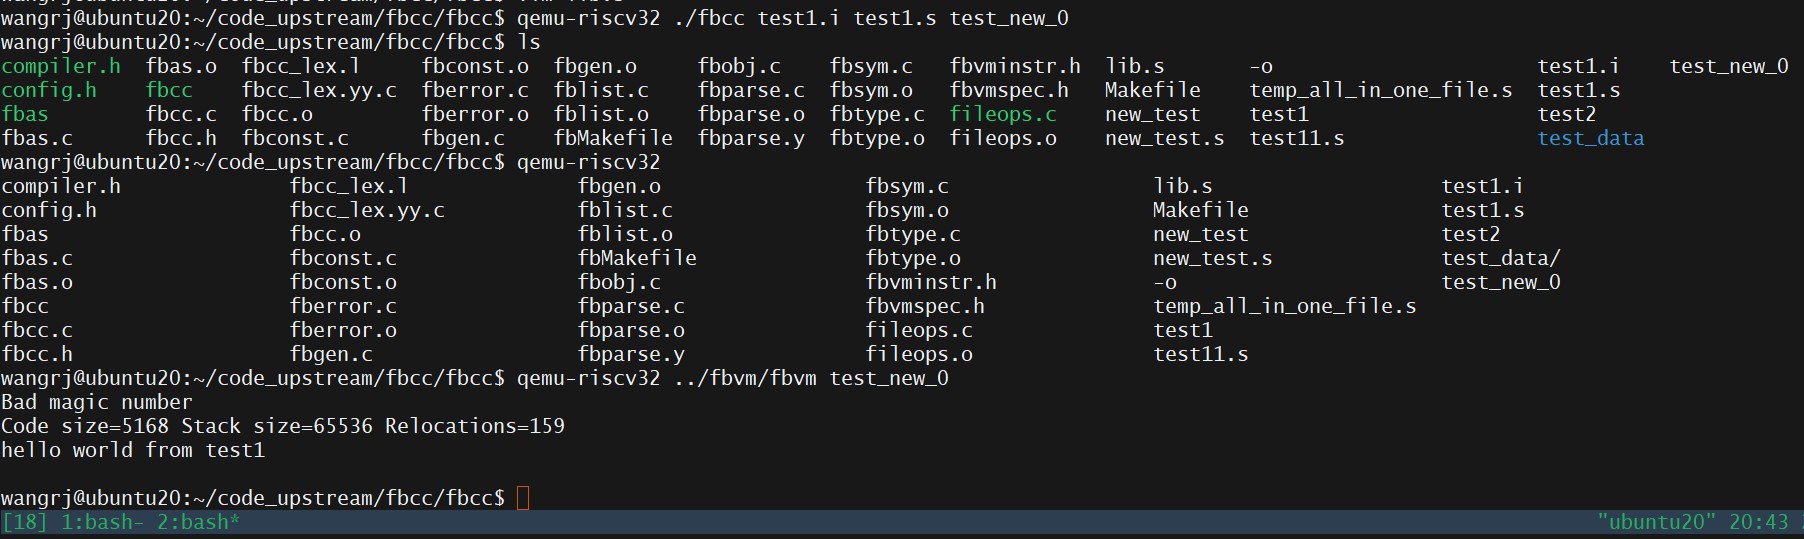 wangrj@ubuntu20:~/code_upstream/fbcc/fbcc$ qemu-riscv32 ./fbcc test1.i test1.s test_new_0
wangrj@ubuntu20:~/code_upstream/fbcc/fbcc$ ls
compiler.h  fbas.o  fbcc_lex.l     fbconst.o  fbgen.o     fbobj.c    fbsym.c   fbvminstr.h  lib.s       -o                      test1.i    test_new_0
config.h    fbcc    fbcc_lex.yy.c  fberror.c  fblist.c    fbparse.c  fbsym.o   fbvmspec.h   Makefile    temp_all_in_one_file.s  test1.s
fbas        fbcc.c  fbcc.o         fberror.o  fblist.o    fbparse.o  fbtype.c  fileops.c    new_test    test1                   test2
fbas.c      fbcc.h  fbconst.c      fbgen.c    fbMakefile  fbparse.y  fbtype.o  fileops.o    new_test.s  test11.s                test_data
wangrj@ubuntu20:~/code_upstream/fbcc/fbcc$ qemu-riscv32
compiler.h              fbcc_lex.l              fbgen.o                 fbsym.c                 lib.s                   test1.i
config.h                fbcc_lex.yy.c           fblist.c                fbsym.o                 Makefile                test1.s
fbas                    fbcc.o                  fblist.o                fbtype.c                new_test                test2
fbas.c                  fbconst.c               fbMakefile              fbtype.o                new_test.s              test_data/
fbas.o                  fbconst.o               fbobj.c                 fbvminstr.h             -o                      test_new_0
fbcc                    fberror.c               fbparse.c               fbvmspec.h              temp_all_in_one_file.s
fbcc.c                  fberror.o               fbparse.o               fileops.c               test1
fbcc.h                  fbgen.c                 fbparse.y               fileops.o               test11.s
wangrj@ubuntu20:~/code_upstream/fbcc/fbcc$ qemu-riscv32 ../fbvm/fbvm test_new_0
Bad magic number
Code size=5168 Stack size=65536 Relocations=159
hello world from test1
wangrj@ubuntu20:~/code_upstream/fbcc/fbcc$
[18] 1:bash- 2:bash* "ubuntu20" 20:43